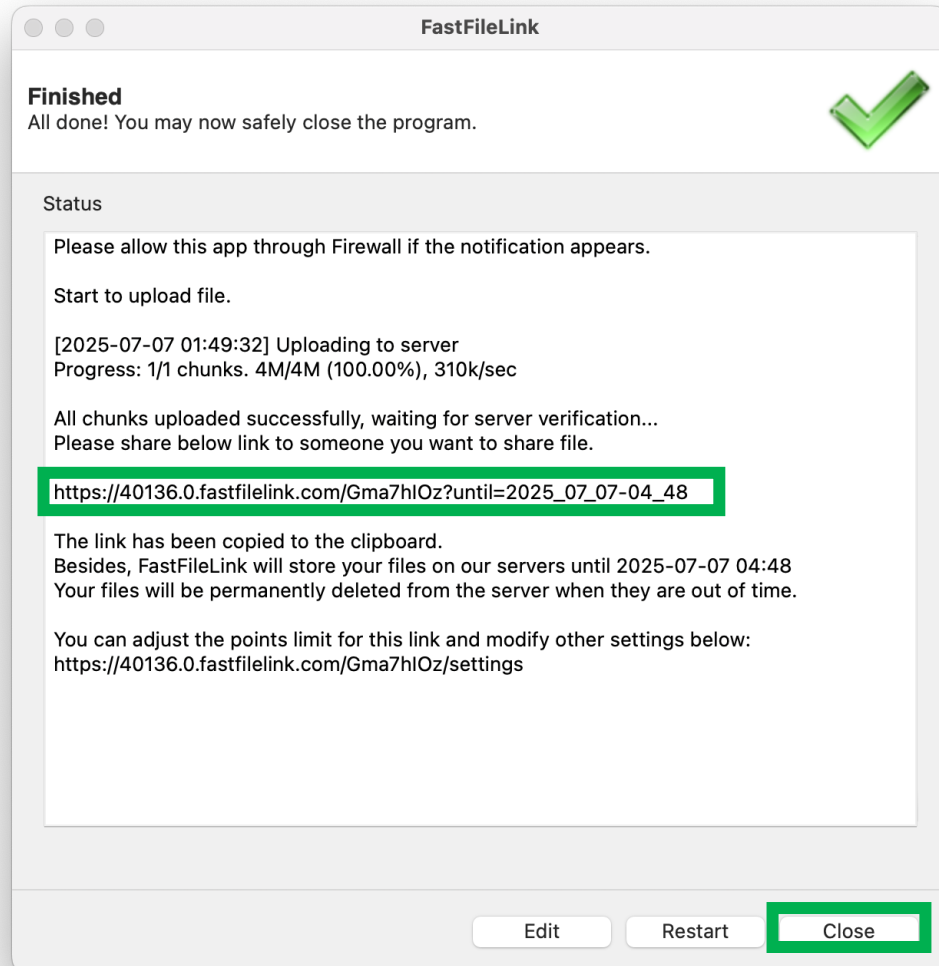 FastFileLink
Finished
All done! You may now safely close the program.
Status
Please allow this app through Firewall if the notification appears.
Start to upload file.
[2025-07-07 01:49:32] Uploading to server
Progress: 1/1 chunks. 4M/4M (100.00%), 310k/sec
All chunks uploaded successfully, waiting for server verification...
Please share below link to someone you want to share file.
https://40136.0.fastfilelink.com/Gma7hIOz?until=2025_07_07-04_48
The link has been copied to the clipboard.
Besides, FastFileLink will store your files on our servers until 2025-07-07 04:48
Your files will be permanently deleted from the server when they are out of time.
You can adjust the points limit for this link and modify other settings below:
https://40136.0.fastfilelink.com/Gma7hIOz/settings
Edit
Restart
Close